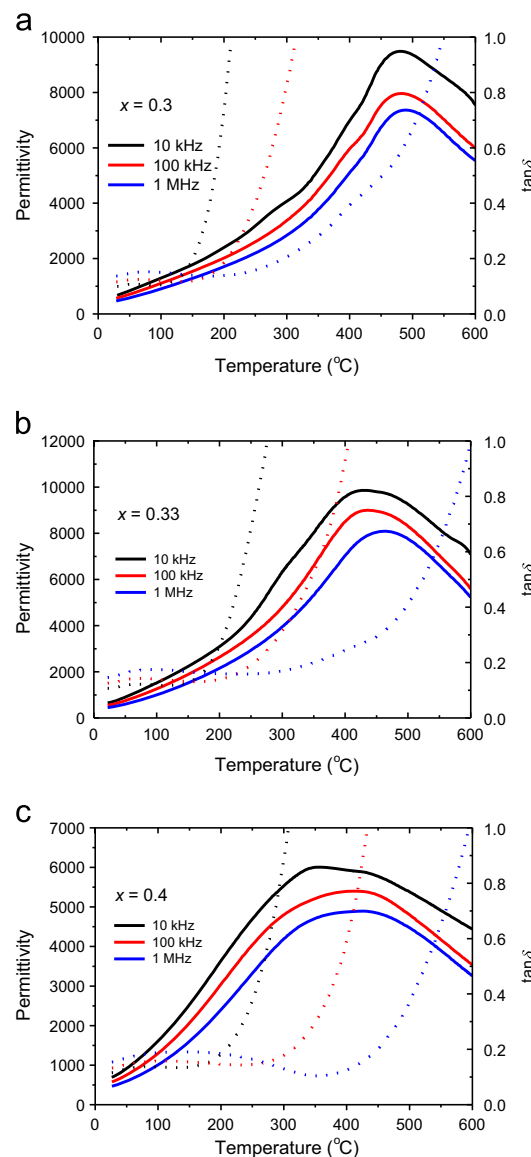 a
10000
8000
6000
4000
2000
0
Permittivity
x = 0.3
10 kHz
100 kHz
1 MHz
1.0
0.8
0.6
0.4
0.2
0.0
tanδ
0 100 200 300 400 500 600
Temperature (°C)
b
12000
10000
8000
6000
4000
2000
0
Permittivity
x = 0.33
10 kHz
100 kHz
1 MHz
1.0
0.8
0.6
0.4
0.2
0.0
tanδ
0 100 200 300 400 500 600
Temperature (°C)
c
7000
6000
5000
4000
3000
2000
1000
0
Permittivity
x = 0.4
10 kHz
100 kHz
1 MHz
1.0
0.8
0.6
0.4
0.2
0.0
tanδ
0 100 200 300 400 500 600
Temperature (°C)